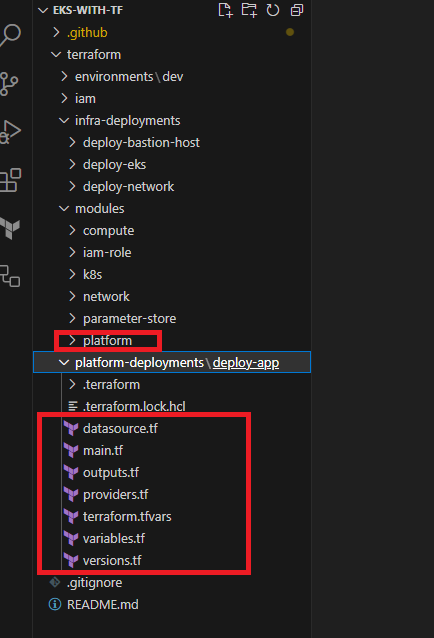 EKS-WITH-TF
.github
terraform
environments\dev
iam
infra-deployments
deploy-bastion-host
deploy-eks
deploy-network
modules
compute
iam-role
k8s
network
parameter-store
platform
platform-deployments\deploy-app
.terraform
.terraform.lock.hcl
datasource.tf
main.tf
outputs.tf
providers.tf
terraform.tfvars
variables.tf
versions.tf
.gitignore
README.md